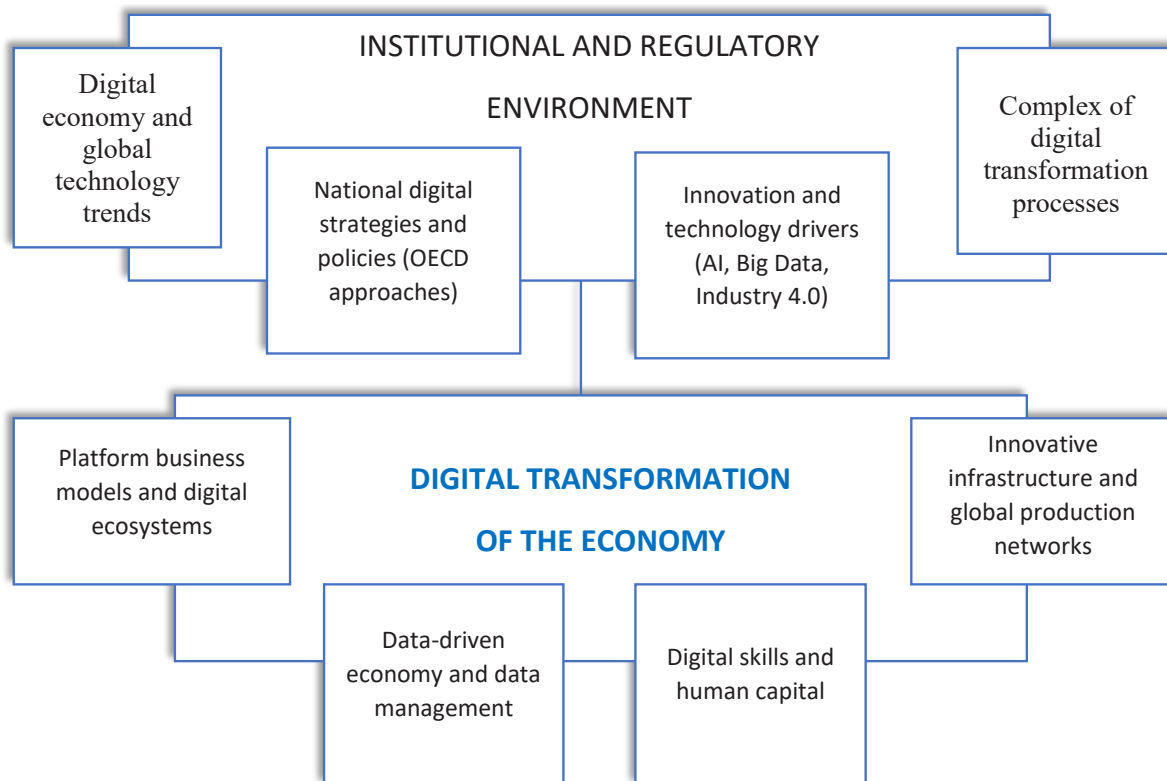 INSTITUTIONAL AND REGULATORY
ENVIRONMENT
Digital
economy and
global
technology
trends
National digital
strategies and
policies (OECD
approaches)
Innovation and
technology drivers
(AI, Big Data,
Industry 4.0)
Complex of
digital
transformation
processes
Platform business
models and digital
ecosystems
DIGITAL TRANSFORMATION
OF THE ECONOMY
Innovative
infrastructure and
global production
networks
Data-driven
economy and data
management
Digital skills and
human capital